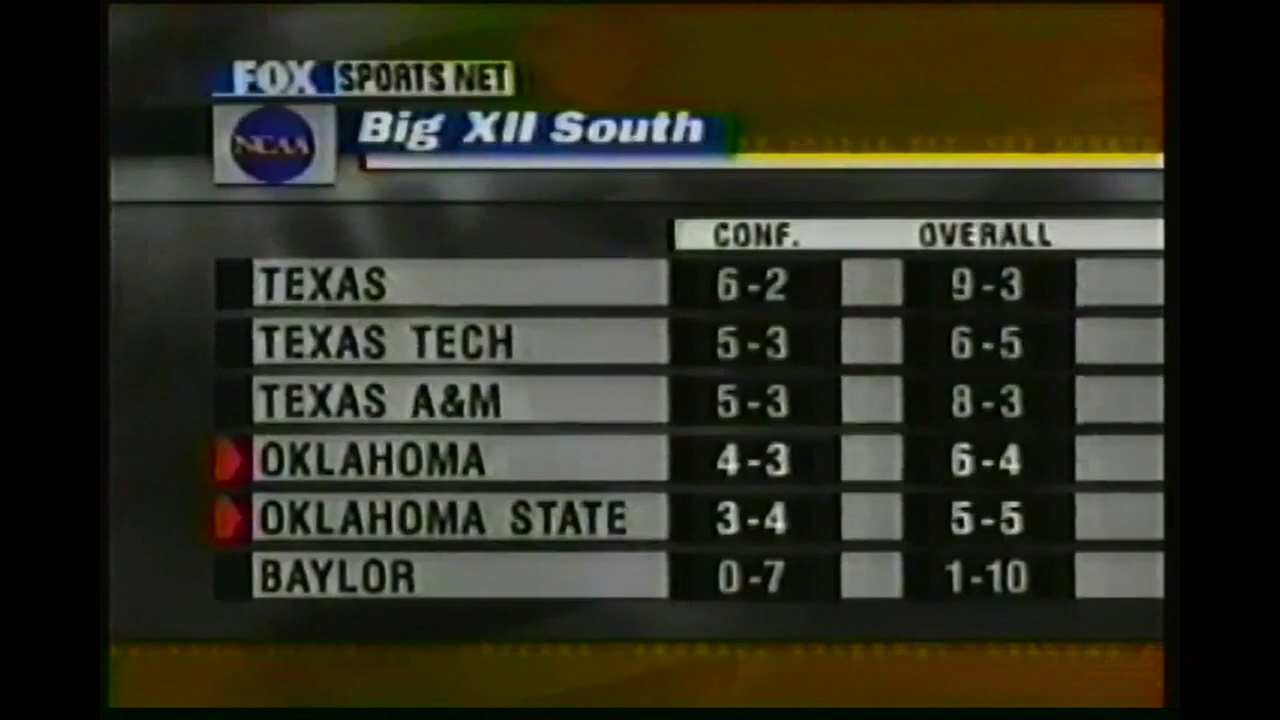 FOX SPORTS NET
NCAA
Big XII South
CONF. OVERALL
TEXAS 6-2 9-3
TEXAS TECH 5-3 6-5
TEXAS A&M 5-3 8-3
OKLAHOMA 4-3 6-4
OKLAHOMA STATE 3-4 5-5
BAYLOR 0-7 1-10